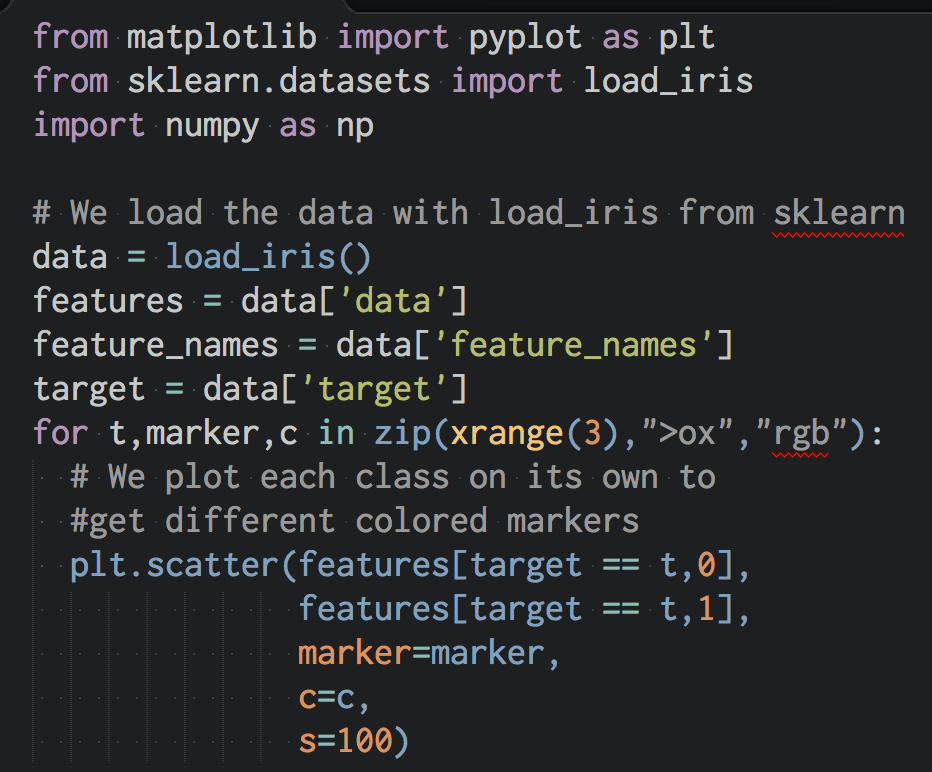 from matplotlib import pyplot as plt
from sklearn.datasets import load_iris
import numpy as np
# We load the data with load_iris from sklearn
data = load_iris()
features = data['data']
feature_names = data['feature_names']
target = data['target']
for t,marker,c in zip(xrange(3),">ox","rgb"):
  # We plot each class on its own to
  #get different colored markers
  plt.scatter(features[target == t,0],
              features[target == t,1],
              marker=marker,
              c=c,
              s=100)